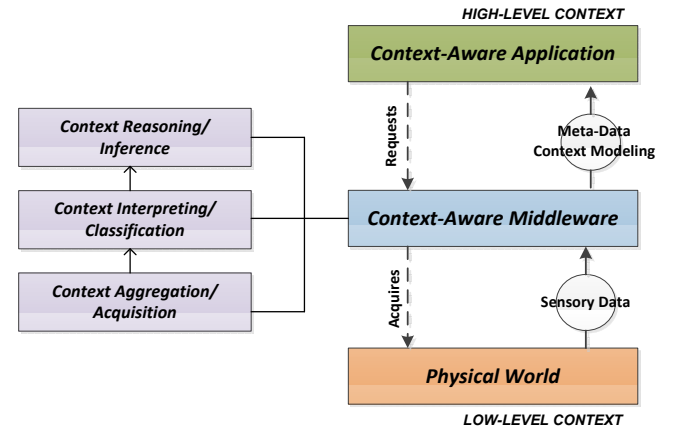 HIGH-LEVEL CONTEXT
Context-Aware Application
Requests
Meta-Data
Context Modeling
Context Reasoning/
Inference
Context Interpreting/
Classification
Context Aggregation/
Acquisition
Context-Aware Middleware
Acquires
Sensory Data
Physical World
LOW-LEVEL CONTEXT